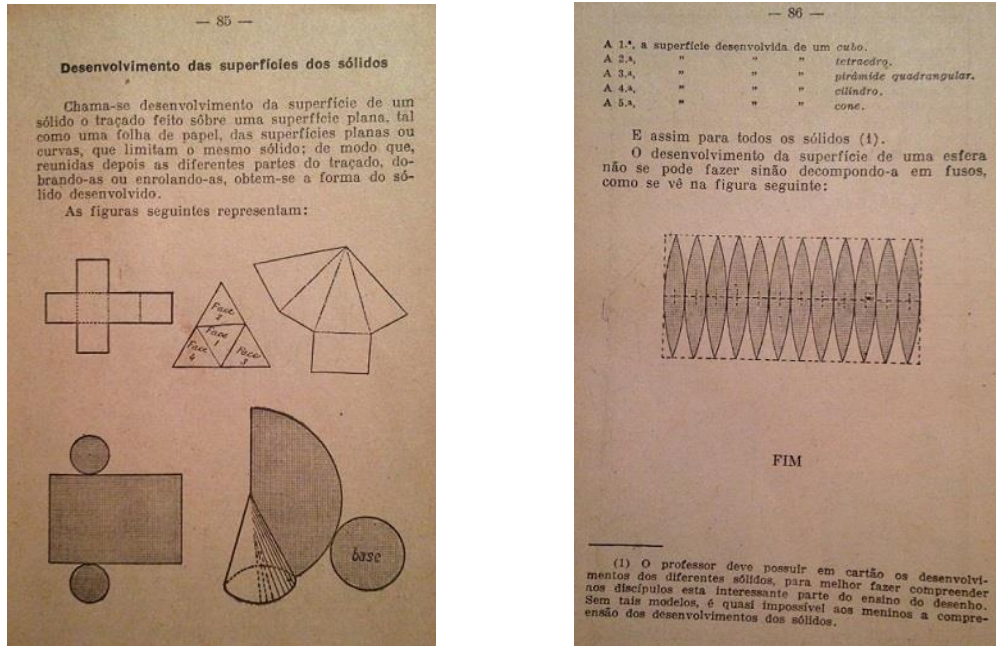 — 85 —
Desenvolvimento das superfícies dos sólidos
Chama-se desenvolvimento da superfície de um
sólido o traçado feito sôbre uma superfície plana, tal
como uma folha de papel, das superfícies planas ou
curvas, que limitam o mesmo sólido; de modo que,
reunidas depois as diferentes partes do traçado, do-
brando-as ou enrolando-as, obtem-se a forma do só-
lido desenvolvido.
As figuras seguintes representam:
Face
2
Face
1
Face
4
Face
3
base
— 86 —
A 1.ª, a superfície desenvolvida de um cubo.
A 2.ª, " " " tetraedro.
A 3.ª, " " " pirâmide quadrangular.
A 4.ª, " " " cilindro.
A 5.ª, " " " cone.
E assim para todos os sólidos (1).
O desenvolvimento da superfície de uma esfera
não se pode fazer sinão decompondo-a em fusos,
como se vê na figura seguinte:
FIM
(1) O professor deve possuir em cartão os desenvolvi-
mentos dos diferentes sólidos, para melhor fazer compreender
aos discípulos esta interessante parte do ensino do desenho.
Sem tais modelos, é quasi impossível aos meninos a compre-
ensão dos desenvolvimentos dos sólidos.